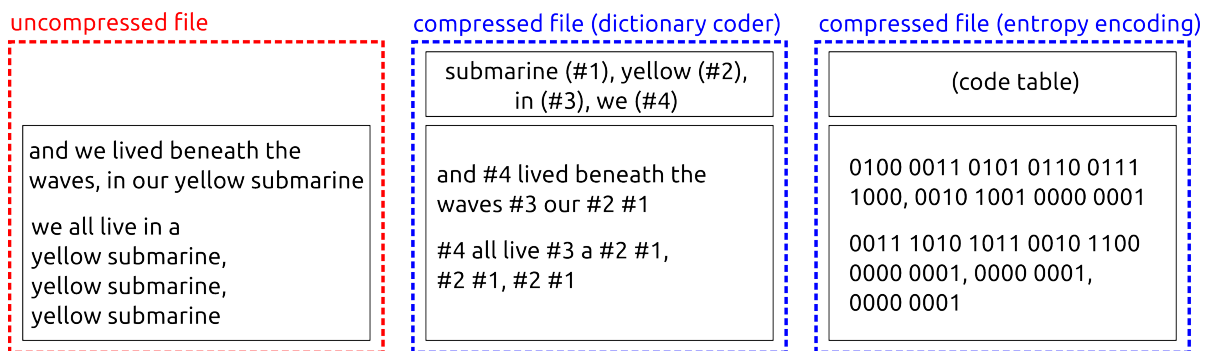 uncompressed file
and we lived beneath the
waves, in our yellow submarine
we all live in a
yellow submarine,
yellow submarine,
yellow submarine
compressed file (dictionary coder)
submarine (#1), yellow (#2),
in (#3), we (#4)
and #4 lived beneath the
waves #3 our #2 #1
#4 all live #3 a #2 #1,
#2 #1, #2 #1
compressed file (entropy encoding)
(code table)
0100 0011 0101 0110 0111
1000, 0010 1001 0000 0001
0011 1010 1011 0010 1100
0000 0001, 0000 0001,
0000 0001